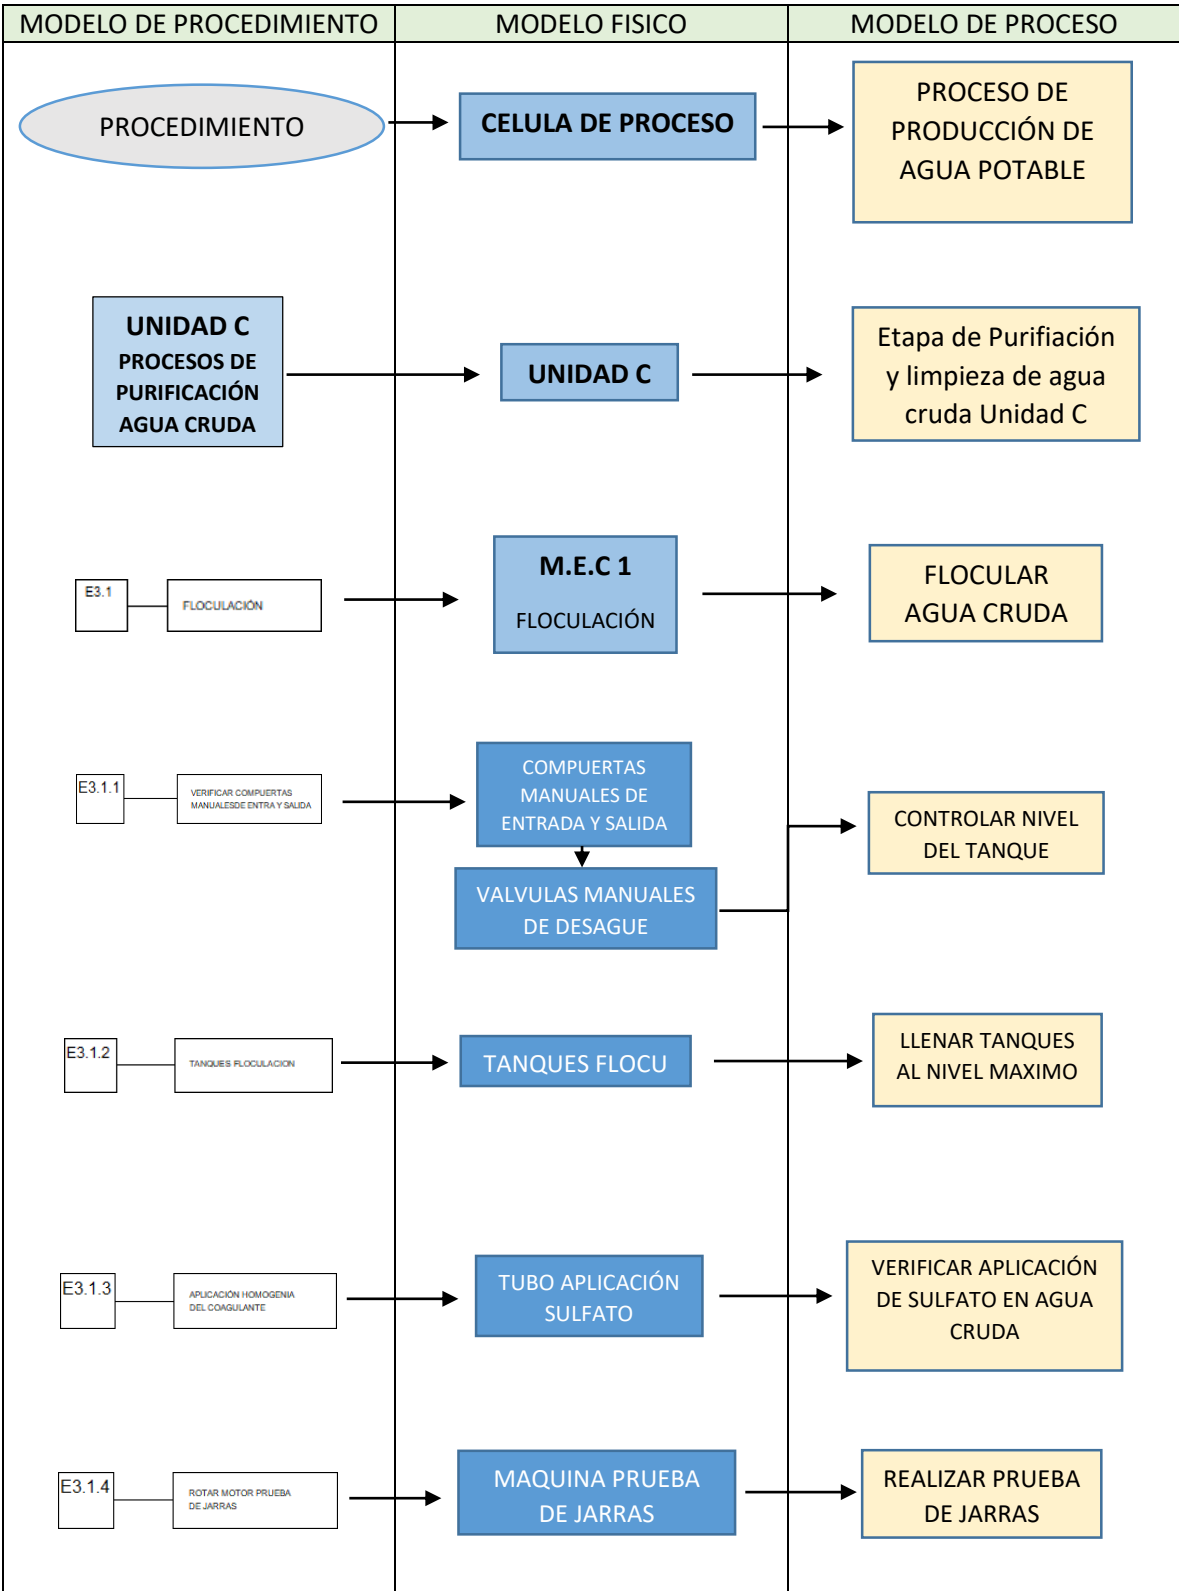 MODELO DE PROCEDIMIENTO
MODELO FISICO
MODELO DE PROCESO
PROCEDIMIENTO
CELULA DE PROCESO
PROCESO DE
PRODUCCIÓN DE
AGUA POTABLE
UNIDAD C
PROCESOS DE
PURIFICACIÓN
AGUA CRUDA
UNIDAD C
Etapa de Purifiación
y limpieza de agua
cruda Unidad C
E3.1
FLOCULACIÓN
M.E.C 1
FLOCULACIÓN
FLOCULAR
AGUA CRUDA
E3.1.1
VERIFICAR COMPUERTAS
MANUALESDE ENTRA Y SALIDA
COMPUERTAS
MANUALES DE
ENTRADA Y SALIDA
VALVULAS MANUALES
DE DESAGUE
CONTROLAR NIVEL
DEL TANQUE
E3.1.2
TANQUES FLOCULACION
TANQUES FLOCU
LLENAR TANQUES
AL NIVEL MAXIMO
E3.1.3
APLICACIÓN HOMOGENIA
DEL COAGULANTE
TUBO APLICACIÓN
SULFATO
VERIFICAR APLICACIÓN
DE SULFATO EN AGUA
CRUDA
E3.1.4
ROTAR MOTOR PRUEBA
DE JARRAS
MAQUINA PRUEBA
DE JARRAS
REALIZAR PRUEBA
DE JARRAS